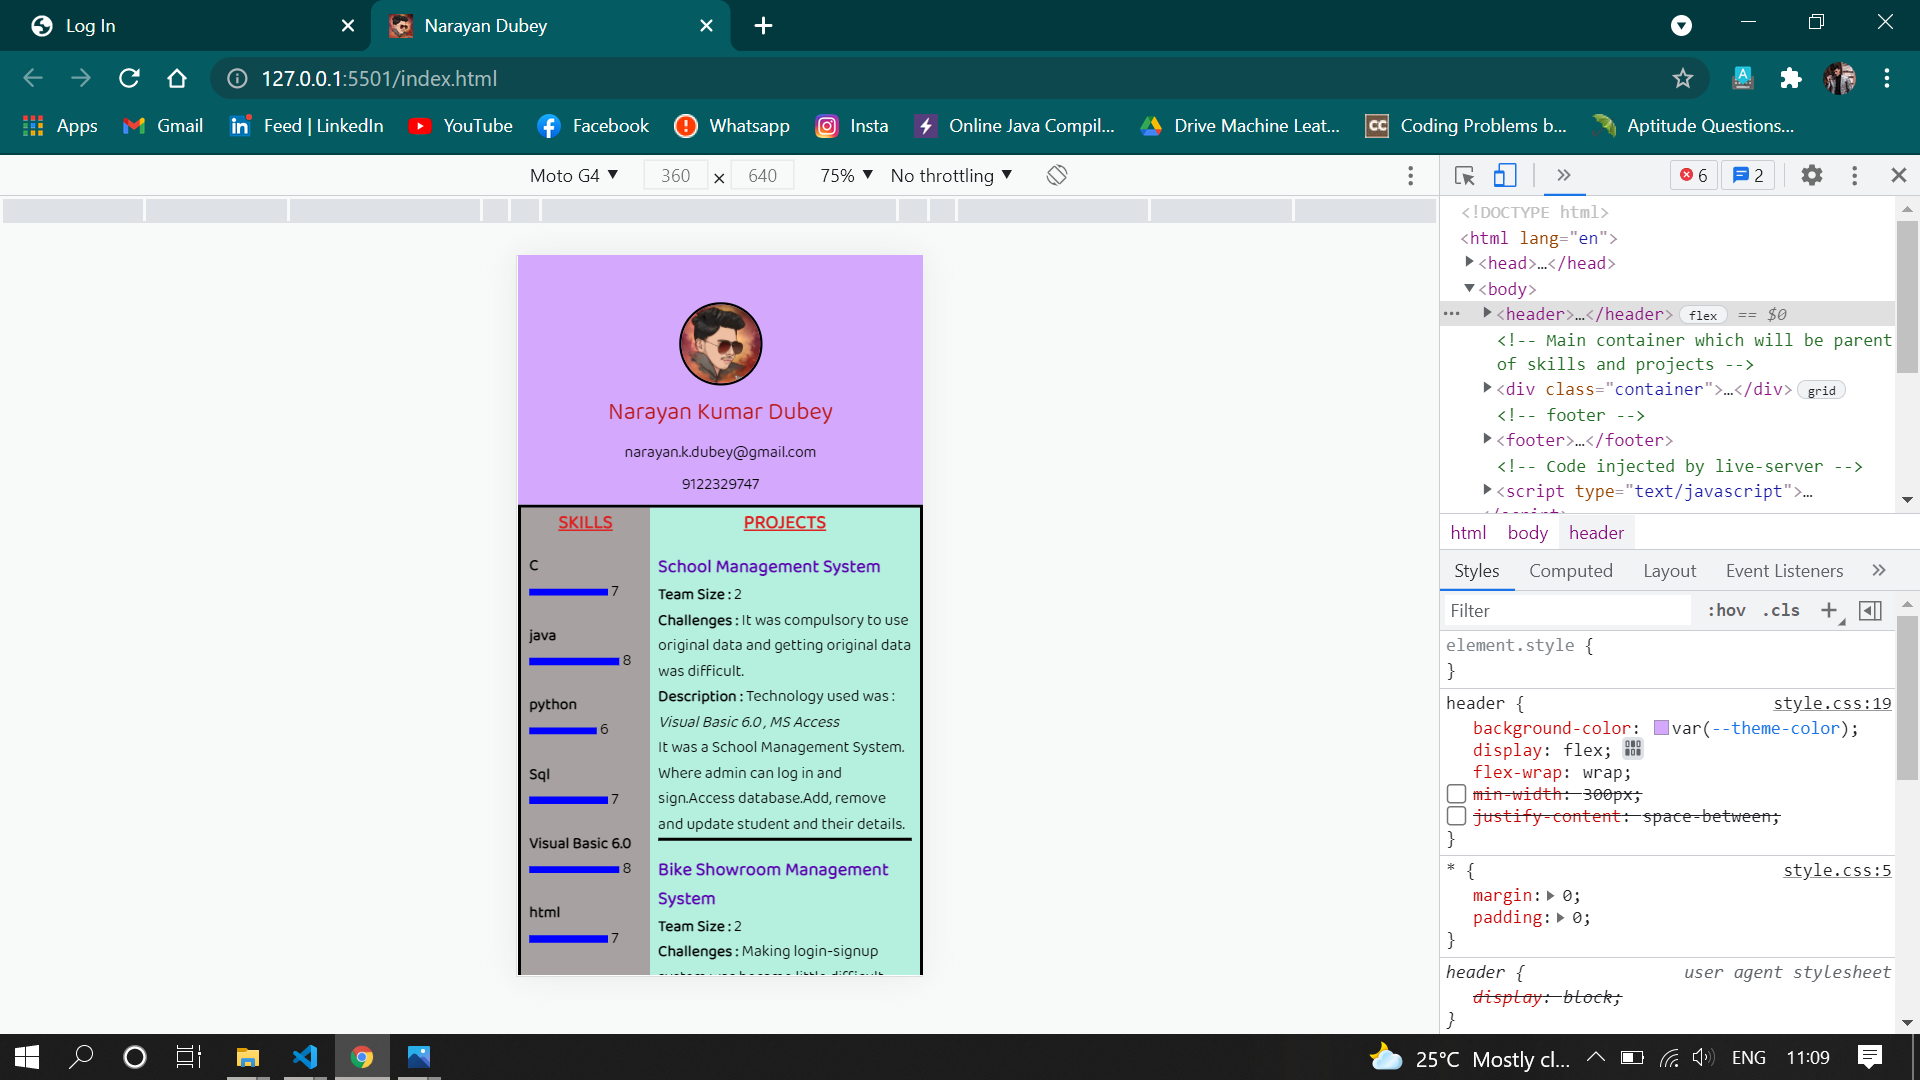 Log In
Narayan Dubey
127.0.0.1:5501/index.html
Apps
Gmail
Feed | LinkedIn
YouTube
Facebook
Whatsapp
Insta
Online Java Compil...
Drive Machine Leat...
CC
Coding Problems b...
Aptitude Questions...
Moto G4
360
×
640
75%
No throttling
6
2
Narayan Kumar Dubey
narayan.k.dubey@gmail.com
9122329747
SKILLS
C
7
java
8
python
6
Sql
7
Visual Basic 6.0
8
html
7
PROJECTS
School Management System
Team Size : 2
Challenges : It was compulsory to use
original data and getting original data
was difficult.
Description : Technology used was :
Visual Basic 6.0 , MS Access
It was a School Management System.
Where admin can log in and
sign.Access database.Add, remove
and update student and their details.
Bike Showroom Management
System
Team Size : 2
Challenges : Making login-signup
<!DOCTYPE html>
<html lang="en">
<head>…</head>
<body>
<header>…</header> flex == $0
<!-- Main container which will be parent
of skills and projects -->
<div class="container">…</div> grid
<!-- footer -->
<footer>…</footer>
<!-- Code injected by live-server -->
<script type="text/javascript">…
html body header
Styles Computed Layout Event Listeners
Filter :hov .cls
element.style {
}
header { style.css:19
background-color: var(--theme-color);
display: flex;
flex-wrap: wrap;
min-width: 300px;
justify-content: space-between;
}
* { style.css:5
margin: 0;
padding: 0;
}
header { user agent stylesheet
display: block;
}
25°C Mostly cl...
ENG
11:09